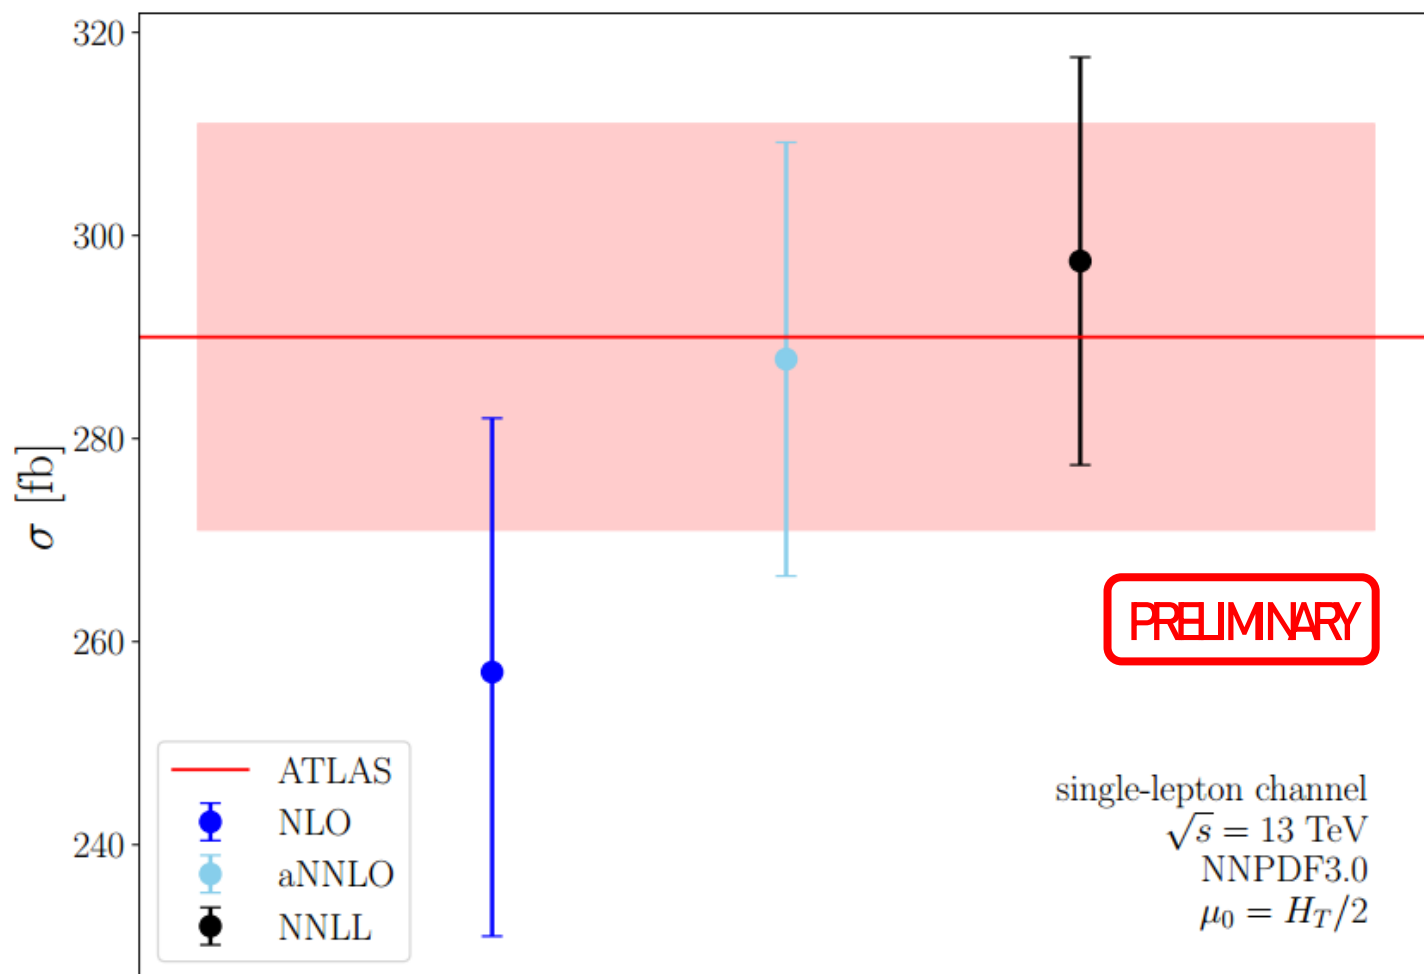 320
300
280
260
240
σ [fb]
PRELIMINARY
ATLAS
NLO
aNNLO
NNLL
single-lepton channel
√s = 13 TeV
NNPDF3.0
μ₀ = H_T/2